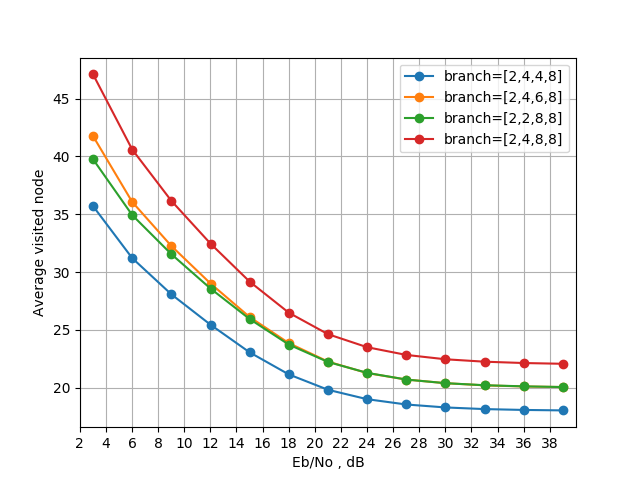 branch=[2,4,4,8]
branch=[2,4,6,8]
branch=[2,2,8,8]
branch=[2,4,8,8]
45
40
35
30
25
20
Average visited node
2 4 6 8 10 12 14 16 18 20 22 24 26 28 30 32 34 36 38
Eb/No , dB